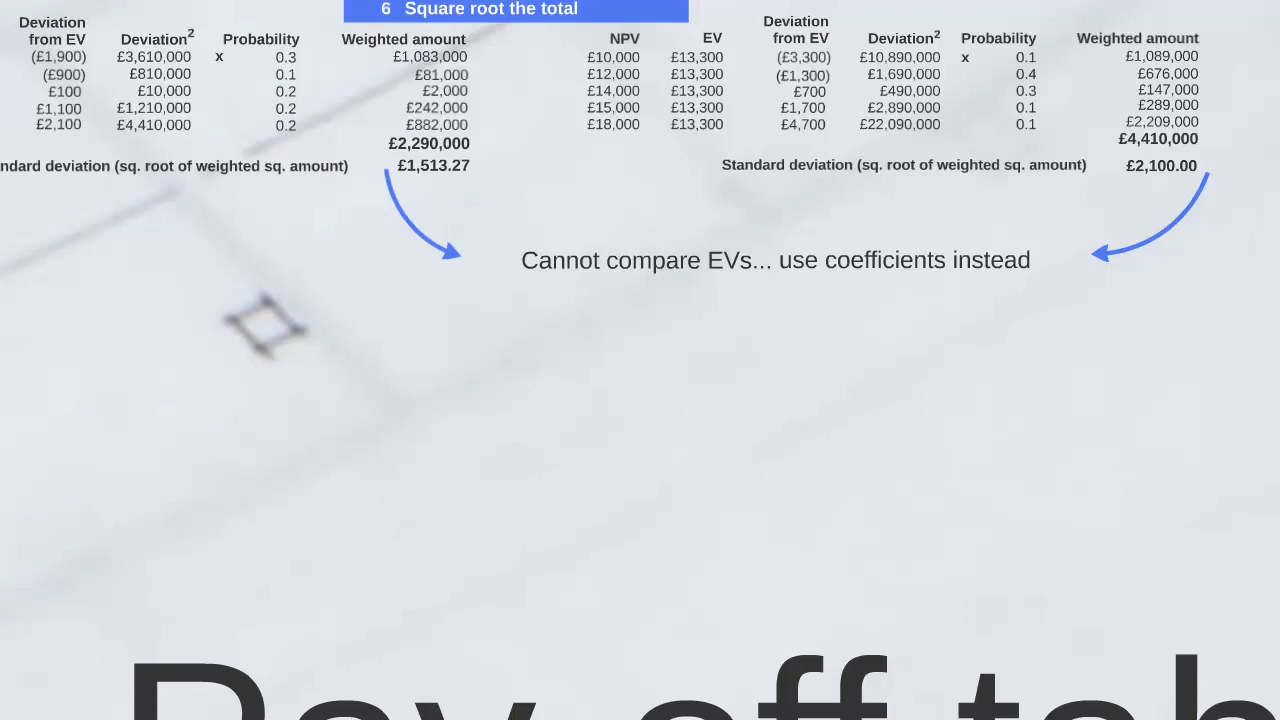 6 Square root the total
Deviation from EV Deviation2 Probability Weighted amount
(£1,900) £3,610,000 x 0.3 £1,083,000
(£900) £810,000 0.1 £81,000
£100 £10,000 0.2 £2,000
£1,100 £1,210,000 0.2 £242,000
£2,100 £4,410,000 0.2 £882,000
£2,290,000
ndard deviation (sq. root of weighted sq. amount) £1,513.27
NPV EV Deviation from EV Deviation2 Probability Weighted amount
£10,000 £13,300 (£3,300) £10,890,000 x 0.1 £1,089,000
£12,000 £13,300 (£1,300) £1,690,000 0.4 £676,000
£14,000 £13,300 £700 £490,000 0.3 £147,000
£15,000 £13,300 £1,700 £2,890,000 0.1 £289,000
£18,000 £13,300 £4,700 £22,090,000 0.1 £2,209,000
£4,410,000
Standard deviation (sq. root of weighted sq. amount) £2,100.00
Cannot compare EVs... use coefficients instead
Pay-off tab